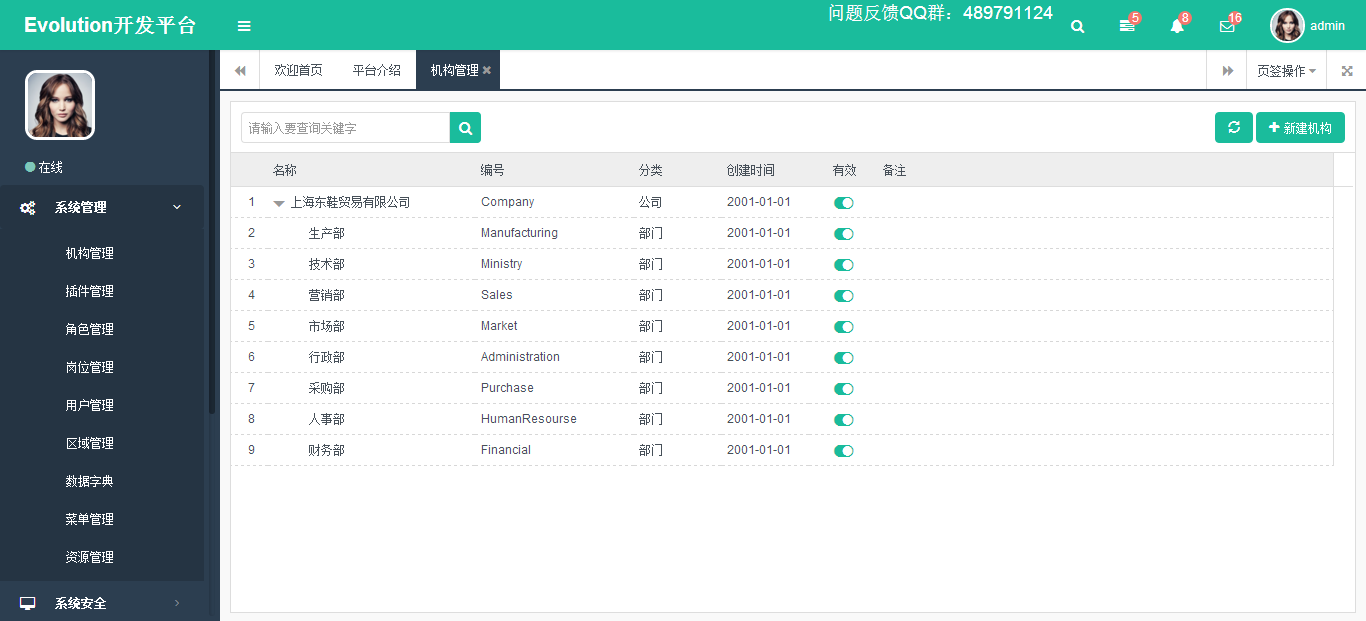 Evolution开发平台
问题反馈QQ群：489791124
5
8
16
admin
欢迎首页 平台介绍 机构管理
页签操作
在线
系统管理
机构管理
插件管理
角色管理
岗位管理
用户管理
区域管理
数据字典
菜单管理
资源管理
系统安全
请输入要查询关键字
新建机构
名称 编号 分类 创建时间 有效 备注
1 上海东鞋贸易有限公司 Company 公司 2001-01-01
2 生产部 Manufacturing 部门 2001-01-01
3 技术部 Ministry 部门 2001-01-01
4 营销部 Sales 部门 2001-01-01
5 市场部 Market 部门 2001-01-01
6 行政部 Administration 部门 2001-01-01
7 采购部 Purchase 部门 2001-01-01
8 人事部 HumanResourse 部门 2001-01-01
9 财务部 Financial 部门 2001-01-01